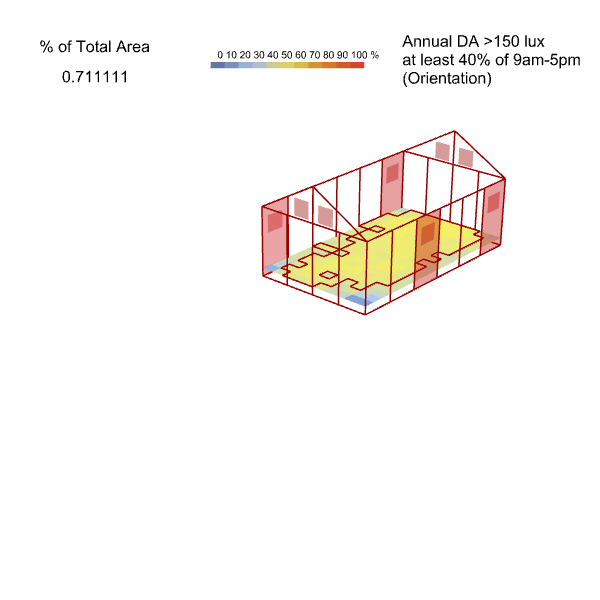 % of Total Area
0.711111
0 10 20 30 40 50 60 70 80 90 100 %
Annual DA >150 lux
at least 40% of 9am-5pm
(Orientation)